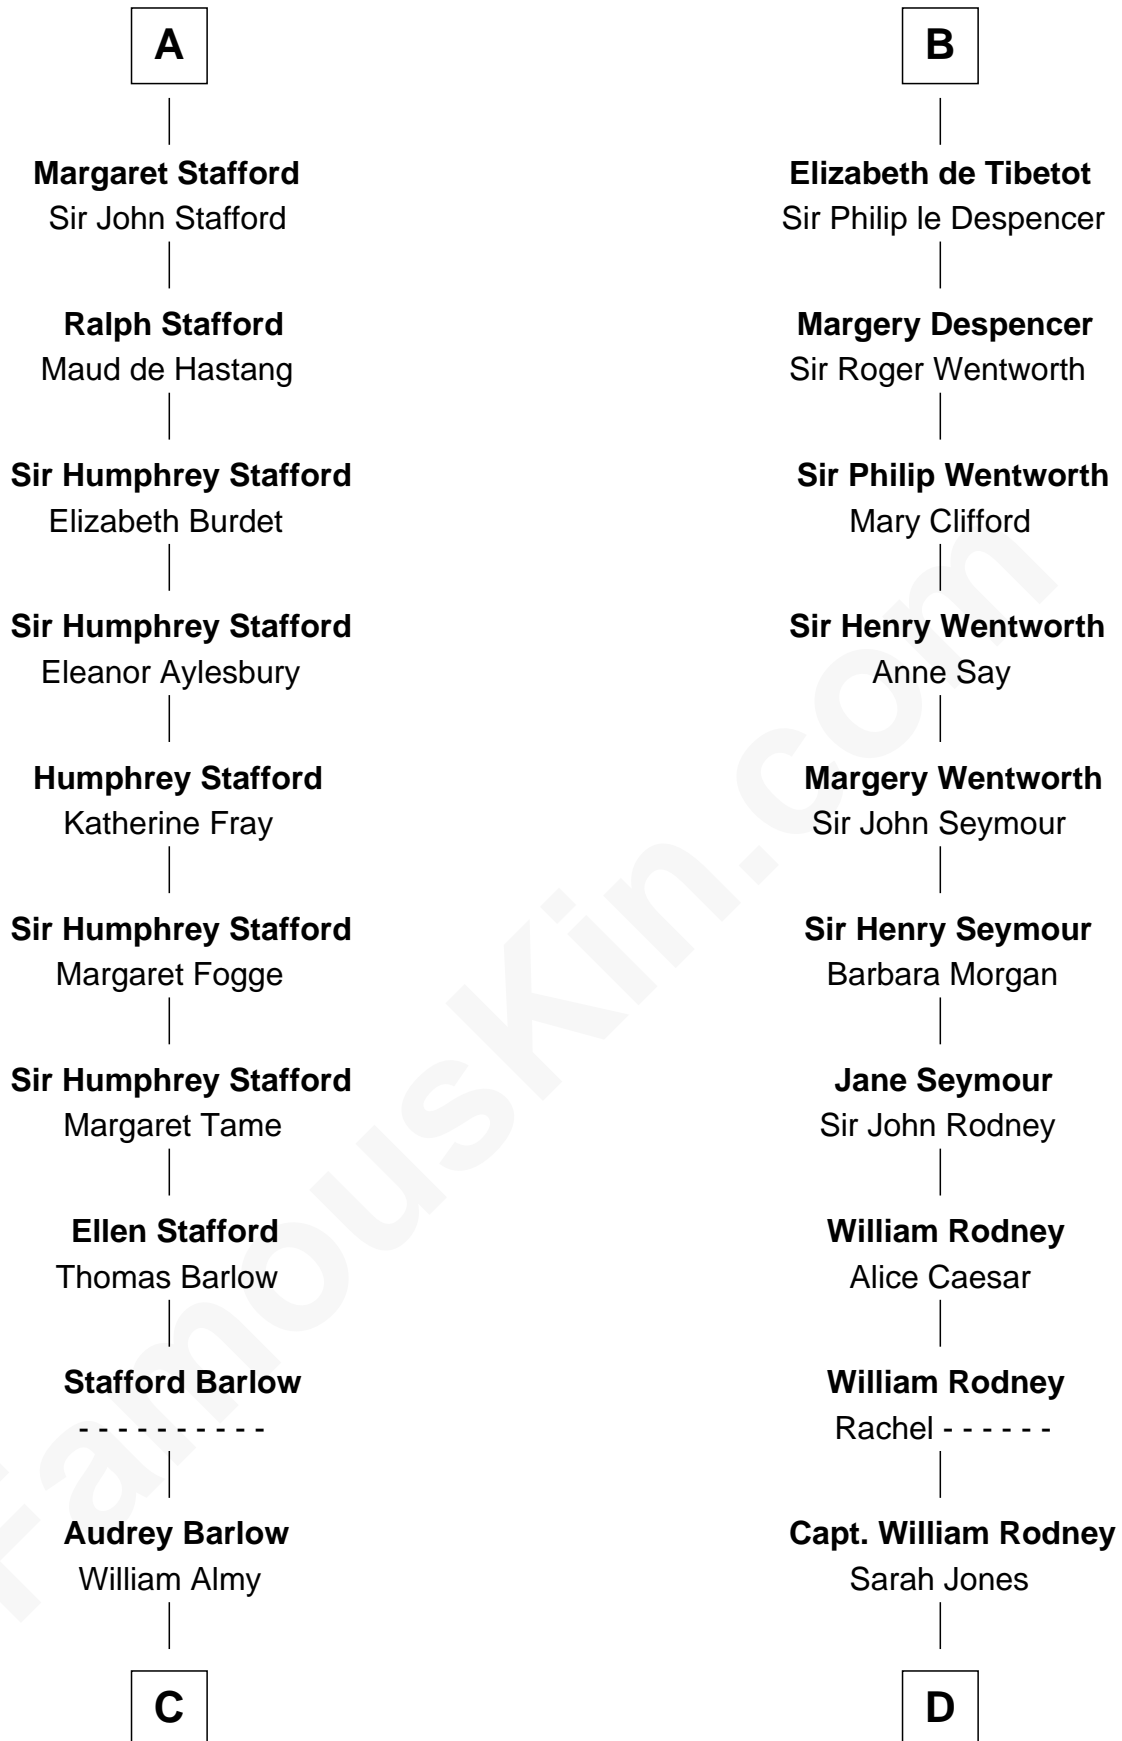 A
Margaret Stafford
Sir John Stafford
Ralph Stafford
Maud de Hastang
Sir Humphrey Stafford
Elizabeth Burdet
Sir Humphrey Stafford
Eleanor Aylesbury
Humphrey Stafford
Katherine Fray
Sir Humphrey Stafford
Margaret Fogge
Sir Humphrey Stafford
Margaret Tame
Ellen Stafford
Thomas Barlow
Stafford Barlow
- - - - - - - - - -
Audrey Barlow
William Almy
C
B
Elizabeth de Tibetot
Sir Philip le Despencer
Margery Despencer
Sir Roger Wentworth
Sir Philip Wentworth
Mary Clifford
Sir Henry Wentworth
Anne Say
Margery Wentworth
Sir John Seymour
Sir Henry Seymour
Barbara Morgan
Jane Seymour
Sir John Rodney
William Rodney
Alice Caesar
William Rodney
Rachel - - - - - -
Capt. William Rodney
Sarah Jones
D
FamousKin.com